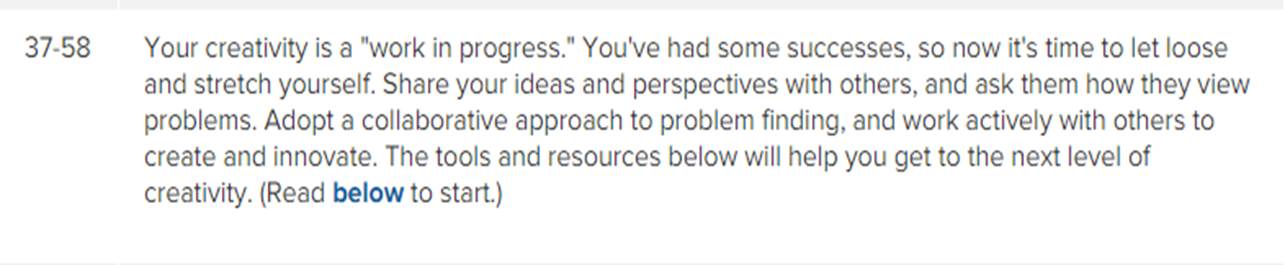 37-58 Your creativity is a "work in progress." You've had some successes, so now it's time to let loose
and stretch yourself. Share your ideas and perspectives with others, and ask them how they view
problems. Adopt a collaborative approach to problem finding, and work actively with others to
create and innovate. The tools and resources below will help you get to the next level of
creativity. (Read below to start.)